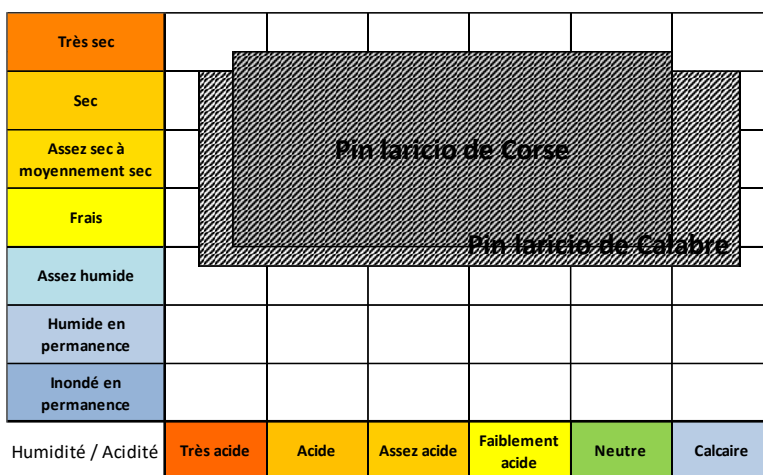 Très sec
Sec
Assez sec à
moyennement sec
Pin laricio de Corse
Frais
Pin laricio de Calabre
Assez humide
Humide en
permanence
Inondé en
permanence
Humidité / Acidité
Très acide
Acide
Assez acide
Faiblement
acide
Neutre
Calcaire